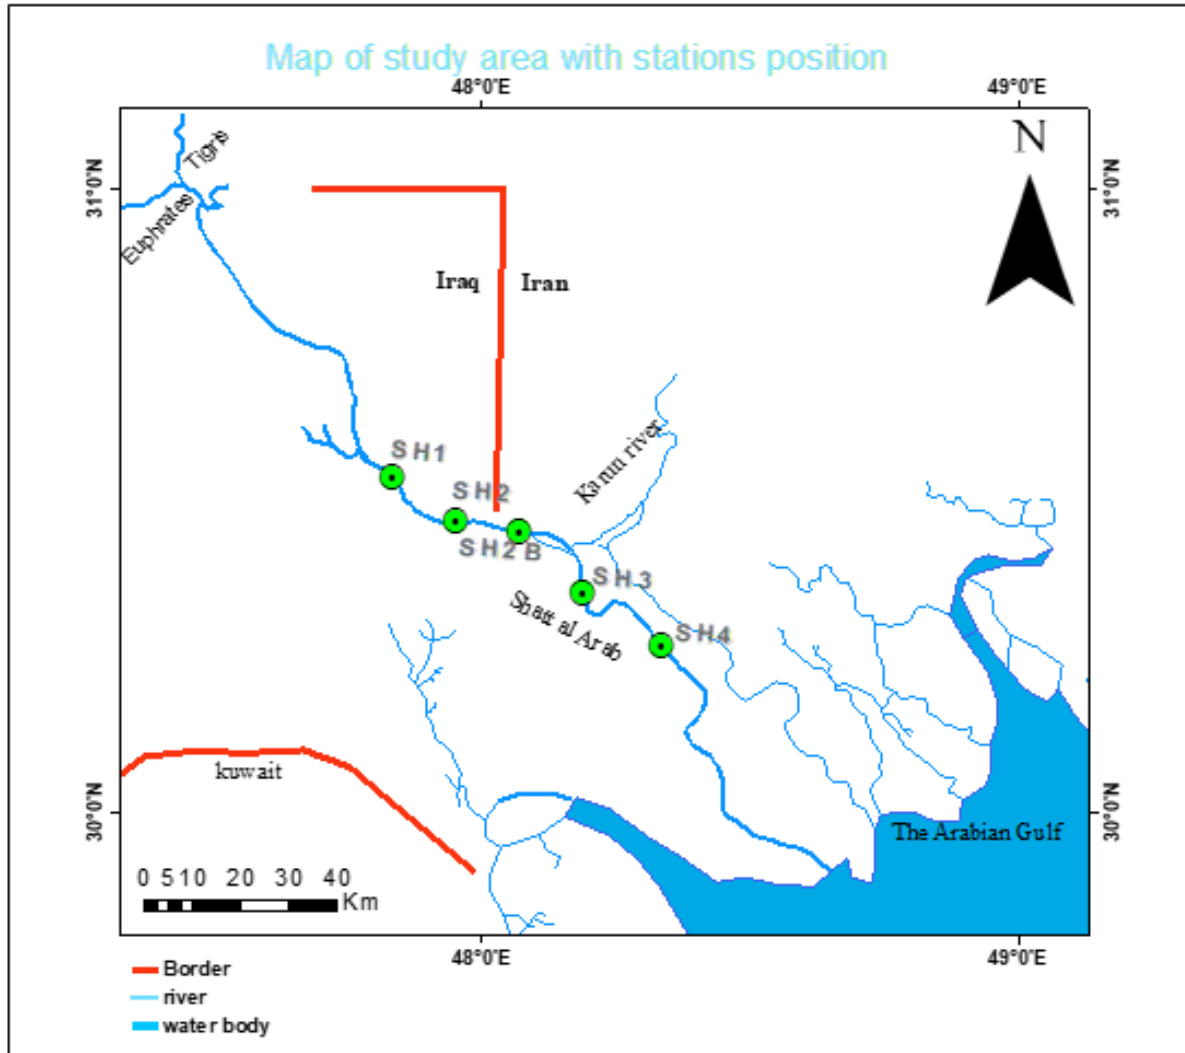 Map of study area with stations position
48°0'E
49°0'E
N
31°0'N
31°0'N
Tigris
Euphrates
Iraq
Iran
Karun river
SH1
SH2
SH2 B
SH.3
Shatt al Arab
SH4
kuwait
30°0'N
30°0'N
The Arabian Gulf
0 5 10 20 30 40
Km
48°0'E
49°0'E
Border
river
water body